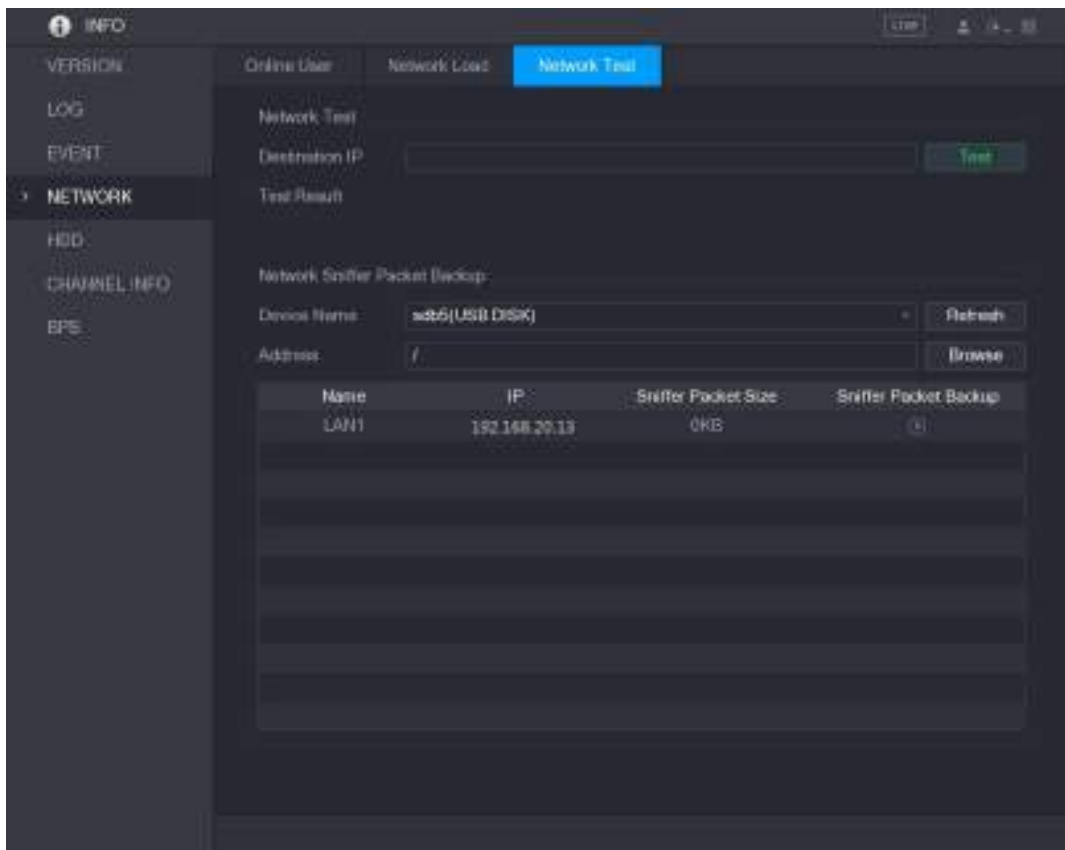 INFO
LIVE
VERSION
LOG
EVENT
NETWORK
HDD
CHANNEL INFO
BPS
Online User Network Load Network Test
Network Test
Destination IP Test
Test Result
Network Sniffer Packet Backup
Device Name sdb5(USB DISK) Refresh
Address / Browse
Name IP Sniffer Packet Size Sniffer Packet Backup
LAN1 192.168.20.13 0KB